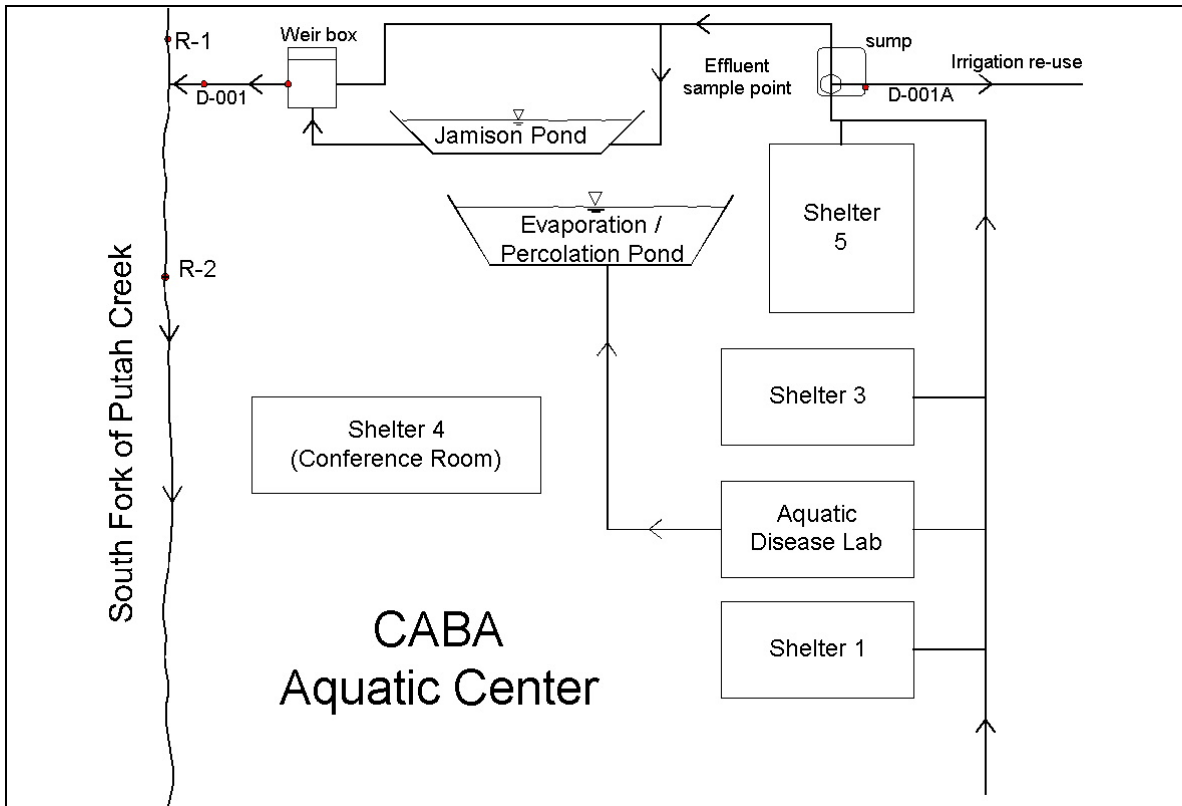 R-1
Weir box
sump
Irrigation re-use
D-001
Effluent
sample point
D-001A
Jamison Pond
Shelter
5
Evaporation /
Percolation Pond
R-2
South Fork of Putah Creek
Shelter 3
Shelter 4
(Conference Room)
Aquatic
Disease Lab
CABA
Aquatic Center
Shelter 1